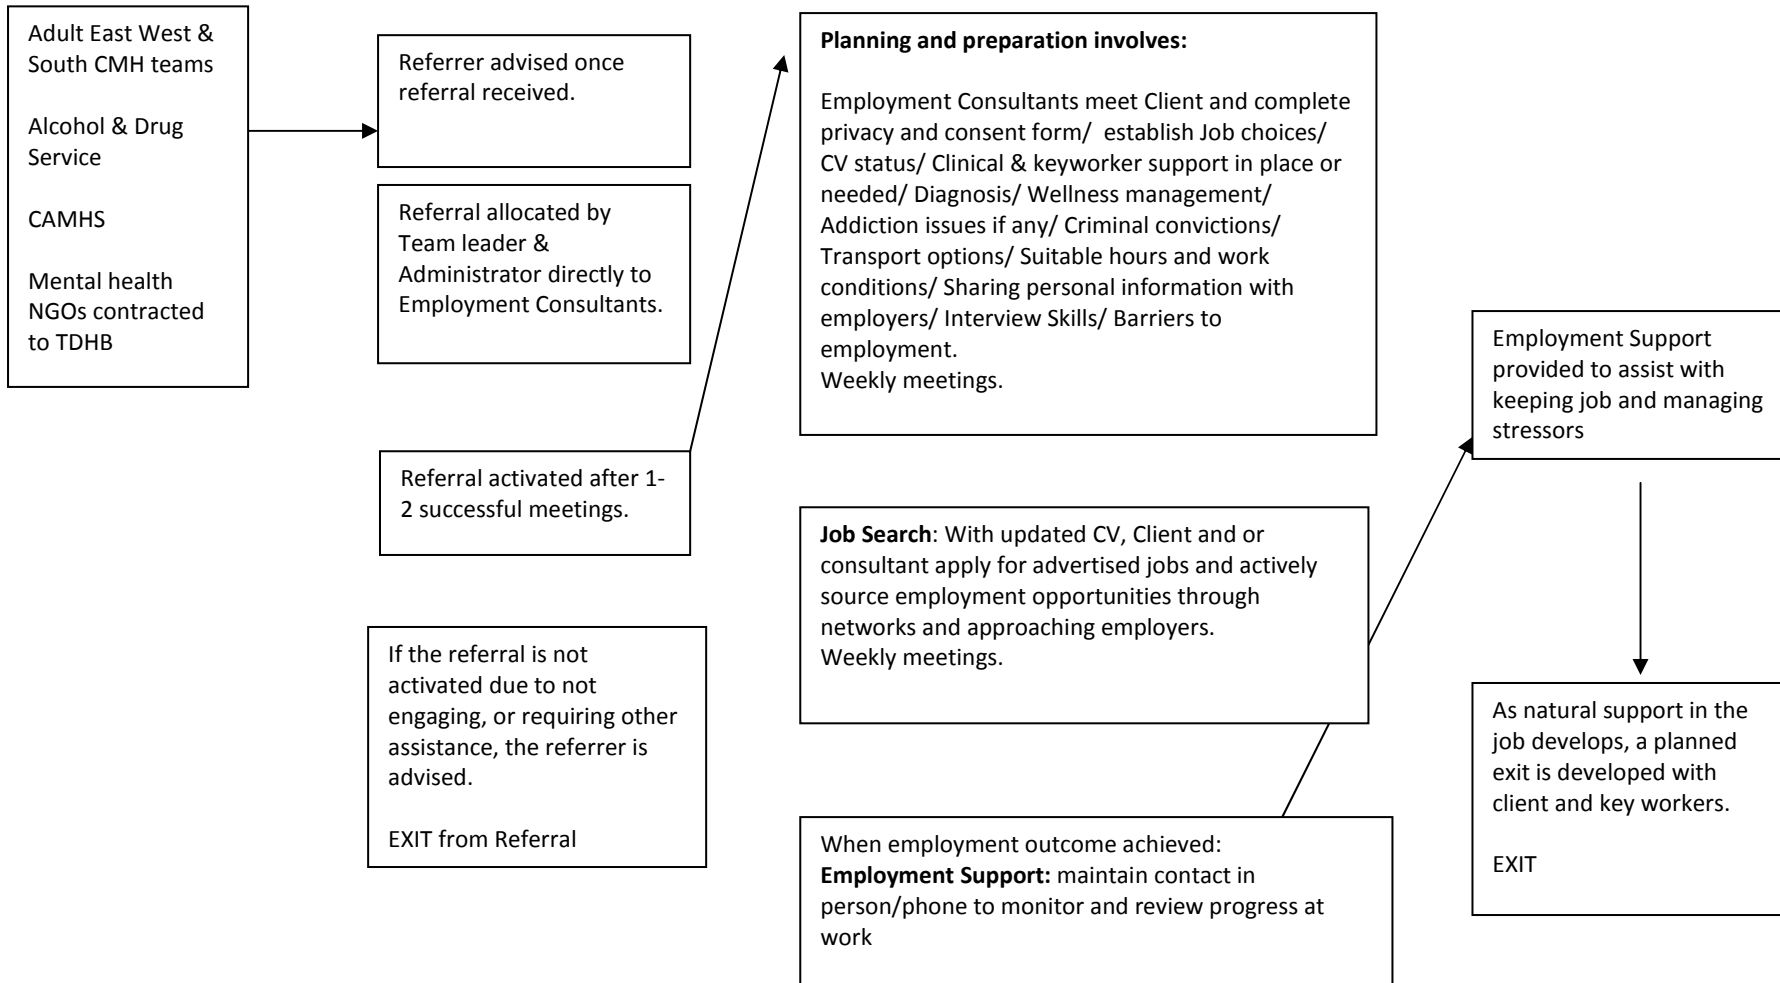 Adult East West &
South CMH teams
Alcohol & Drug
Service
CAMHS
Mental health
NGOs contracted
to TDHB
Referrer advised once
referral received.
Referral allocated by
Team leader &
Administrator directly to
Employment Consultants.
Referral activated after 1-
2 successful meetings.
If the referral is not
activated due to not
engaging, or requiring other
assistance, the referrer is
advised.
EXIT from Referral
Planning and preparation involves:
Employment Consultants meet Client and complete
privacy and consent form/  establish Job choices/
CV status/ Clinical & keyworker support in place or
needed/ Diagnosis/ Wellness management/
Addiction issues if any/ Criminal convictions/
Transport options/ Suitable hours and work
conditions/ Sharing personal information with
employers/ Interview Skills/ Barriers to
employment.
Weekly meetings.
Job Search: With updated CV, Client and or
consultant apply for advertised jobs and actively
source employment opportunities through
networks and approaching employers.
Weekly meetings.
When employment outcome achieved:
Employment Support: maintain contact in
person/phone to monitor and review progress at
work
Employment Support
provided to assist with
keeping job and managing
stressors
As natural support in the
job develops, a planned
exit is developed with
client and key workers.
EXIT